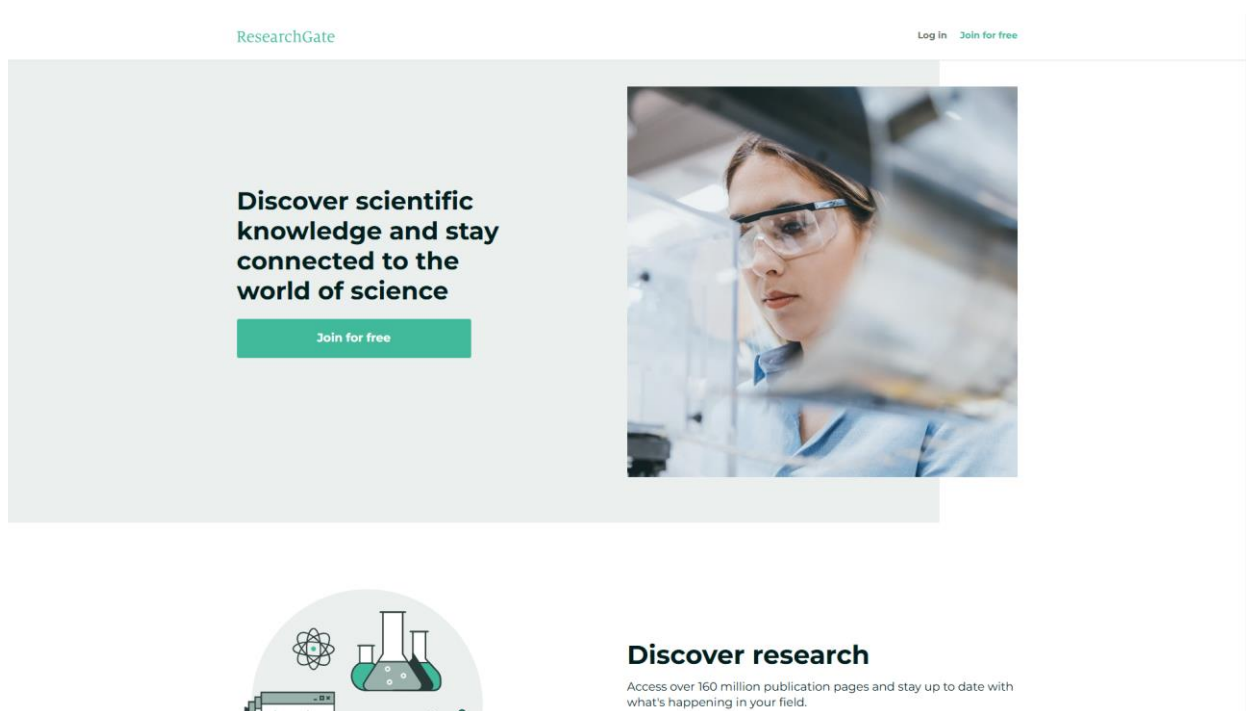 ResearchGate
Log in Join for free
Discover scientific
knowledge and stay
connected to the
world of science
Join for free
Discover research
Access over 160 million publication pages and stay up to date with
what's happening in your field.